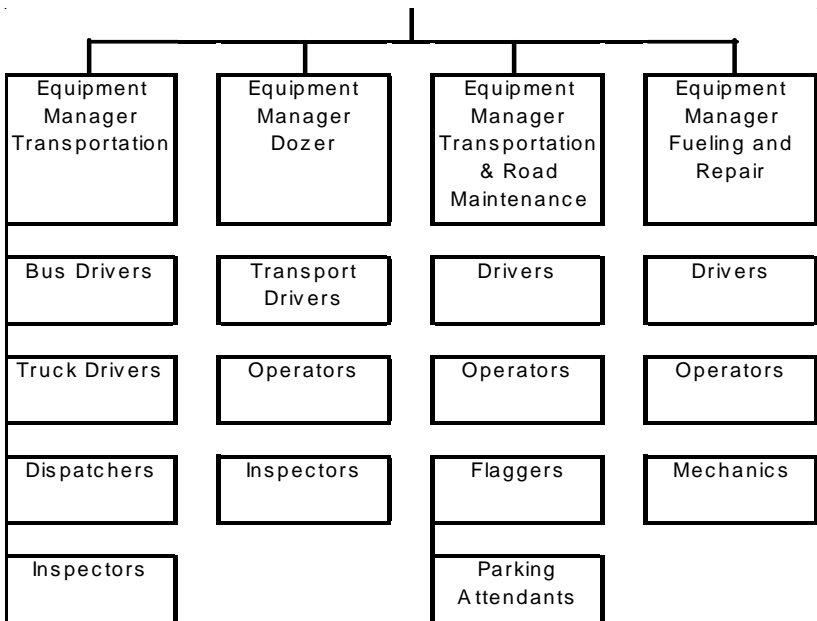 Equipment
Manager
Transportation
Equipment
Manager
Dozer
Equipment
Manager
Transportation
& Road
Maintenance
Equipment
Manager
Fueling and
Repair
Bus Drivers
Transport
Drivers
Drivers
Drivers
Truck Drivers
Operators
Operators
Operators
Dispatchers
Inspectors
Flaggers
Mechanics
Inspectors
Parking
Attendants